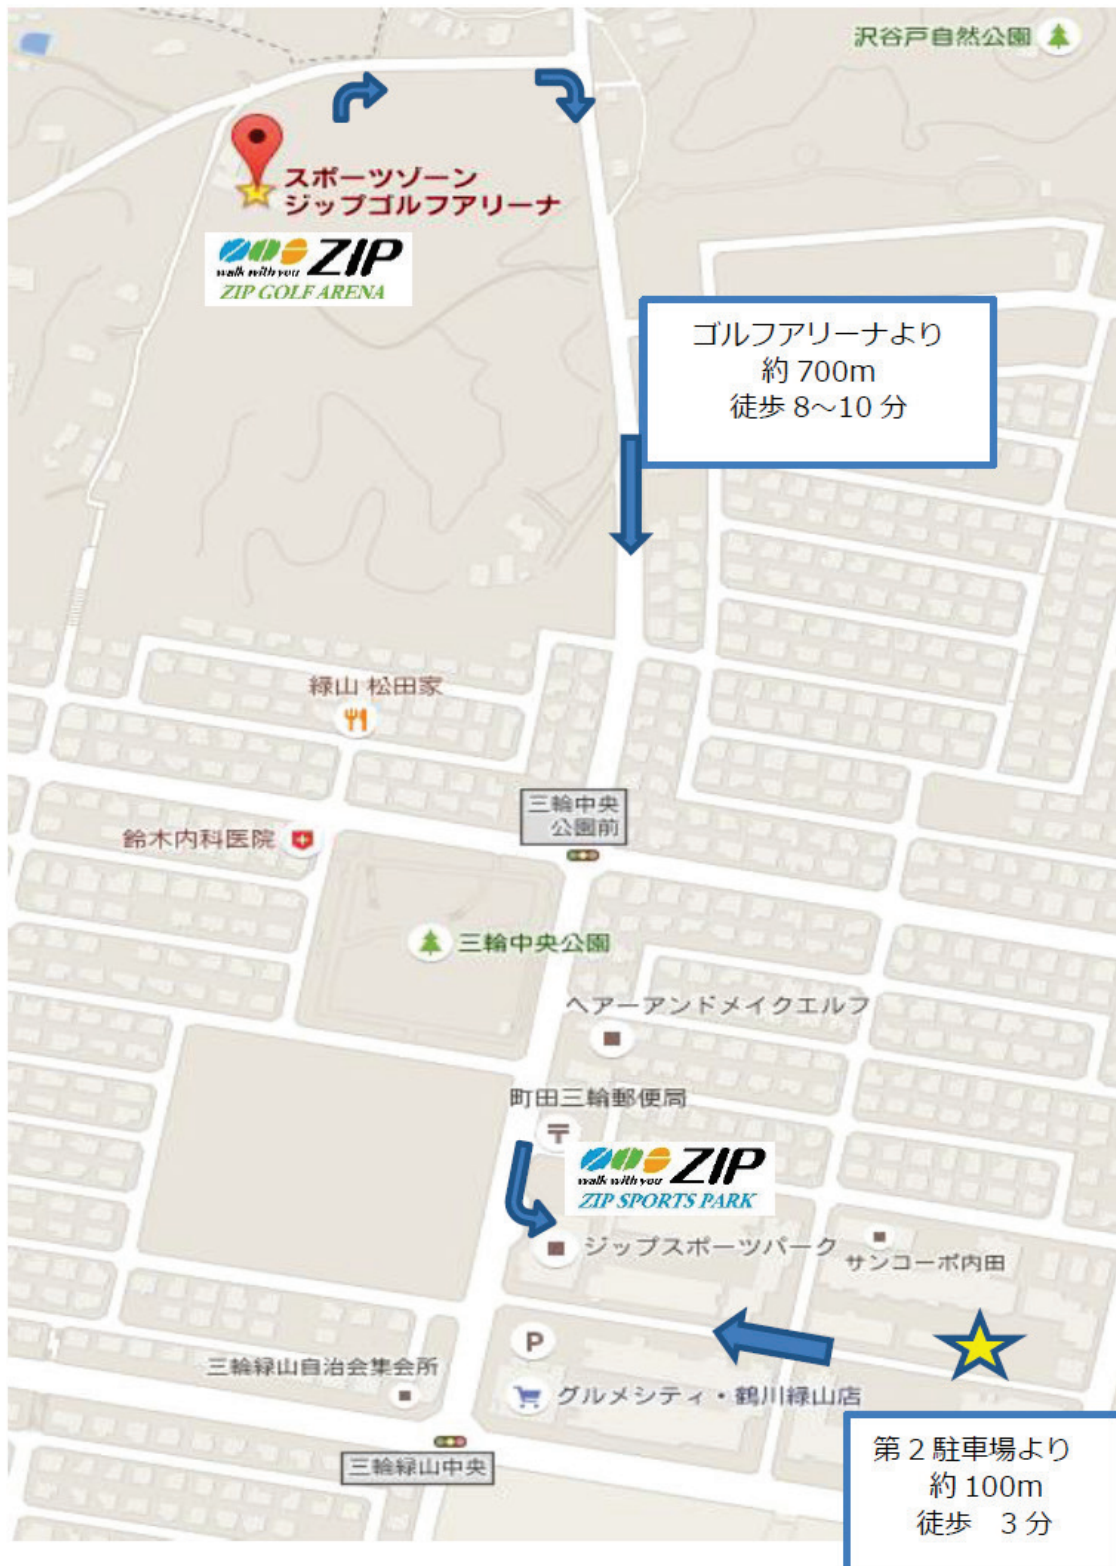 沢谷戸自然公園
スポーツゾーン
ジップゴルフアリーナ
walk with you ZIP
ZIP GOLF ARENA
ゴルフアリーナより
約 700m
徒歩 8～10 分
緑山 松田家
三輪中央
公園前
鈴木内科医院
三輪中央公園
ヘアーアンドメイクエルフ
町田三輪郵便局
〒
walk with you ZIP
ZIP SPORTS PARK
ジップスポーツパーク
サンコーポ内田
P
三輪緑山自治会集会所
グルメシティ・鶴川緑山店
三輪緑山中央
第２駐車場より
約 100m
徒歩　３分